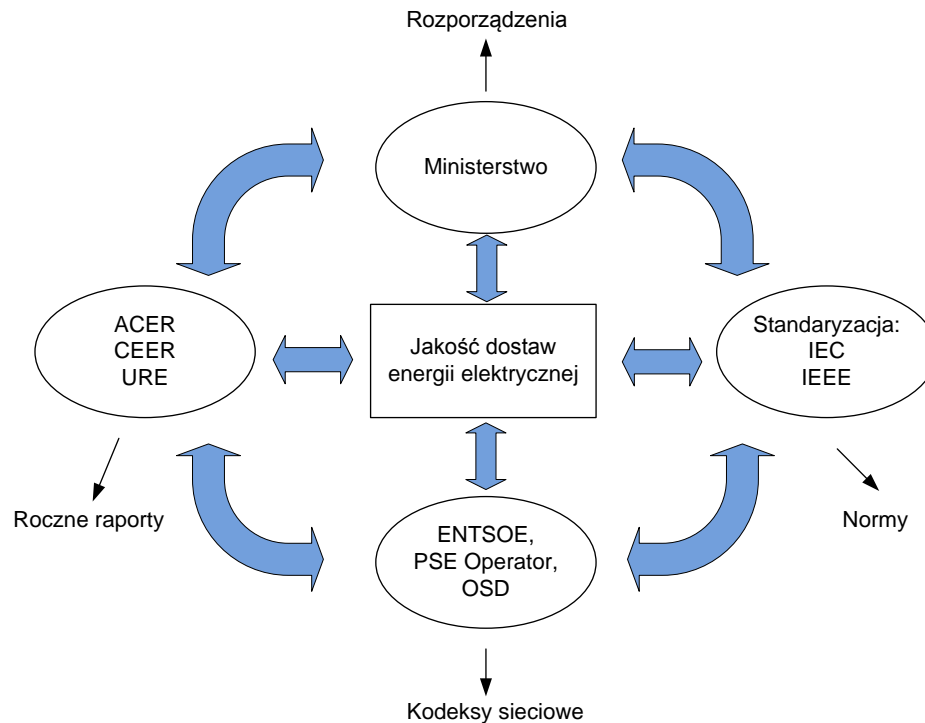 Rozporządzenia
Ministerstwo
ACER
CEER
URE
Jakość dostaw
energii elektrycznej
Standaryzacja:
IEC
IEEE
Roczne raporty
ENTSOE,
PSE Operator,
OSD
Normy
Kodeksy sieciowe